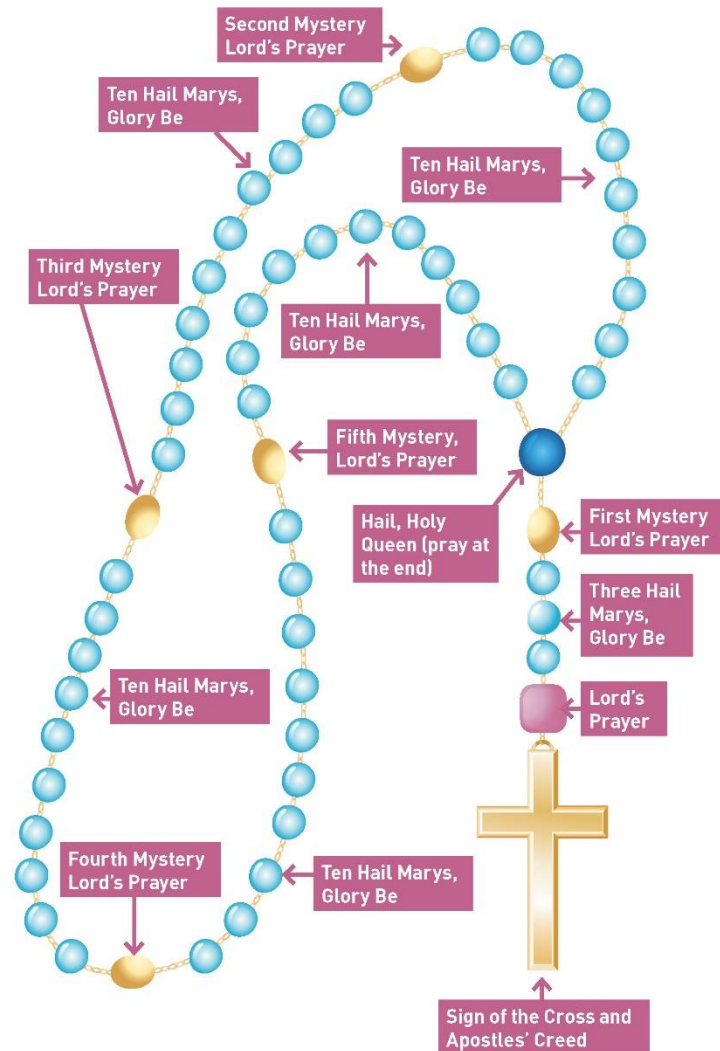 Second Mystery
Lord's Prayer
Ten Hail Marys,
Glory Be
Ten Hail Marys,
Glory Be
Third Mystery
Lord's Prayer
Ten Hail Marys,
Glory Be
Fifth Mystery,
Lord's Prayer
Hail, Holy
Queen (pray at
the end)
First Mystery
Lord's Prayer
Three Hail
Marys,
Glory Be
Ten Hail Marys,
Glory Be
Lord's
Prayer
Fourth Mystery
Lord's Prayer
Ten Hail Marys,
Glory Be
Sign of the Cross and
Apostles' Creed